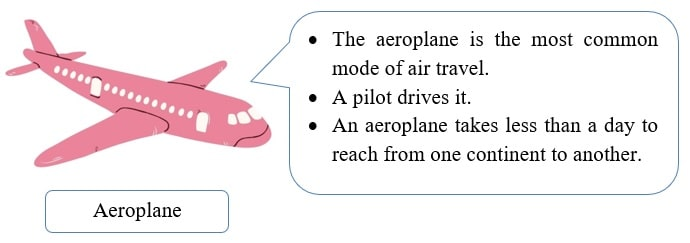 • The aeroplane is the most common
mode of air travel.
• A pilot drives it.
• An aeroplane takes less than a day to
reach from one continent to another.
Aeroplane